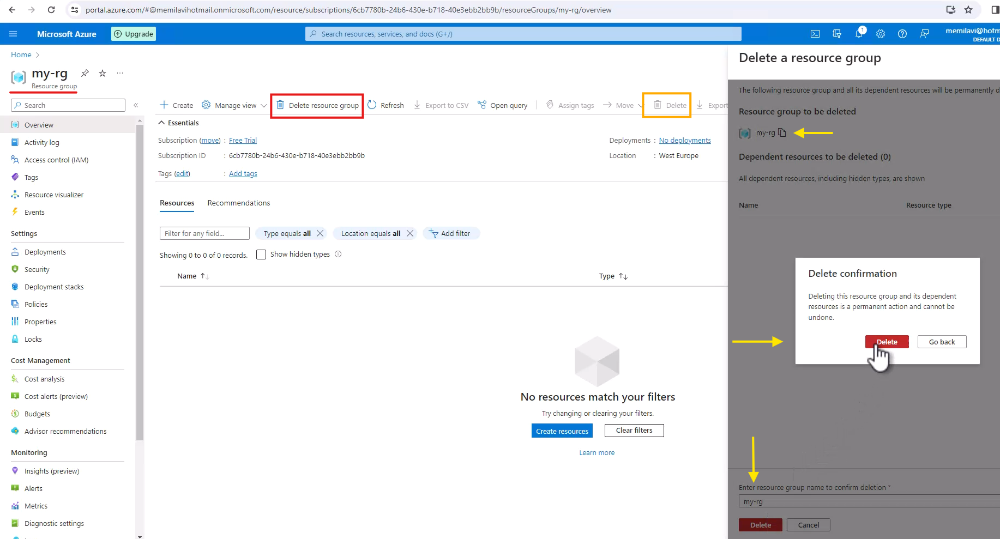 portal.azure.com/#@memilavihotmail.onmicrosoft.com/resource/subscriptions/6cb7780b-24b6-430e-b718-40e3ebb2bb9b/resourceGroups/my-rg/overview
Microsoft Azure
Upgrade
Search resources, services, and docs (G+/)
1
memilavi@hotm
DEFAULT D
Home
my-rg
Resource group
Search
Create
Manage view
Delete resource group
Refresh
Export to CSV
Open query
Assign tags
Move
Delete
Export
Overview
Activity log
Access control (IAM)
Tags
Resource visualizer
Events
Settings
Deployments
Security
Deployment stacks
Policies
Properties
Locks
Cost Management
Cost analysis
Cost alerts (preview)
Budgets
Advisor recommendations
Monitoring
Insights (preview)
Alerts
Metrics
Diagnostic settings
Essentials
Subscription (move) : Free Trial
Subscription ID : 6cb7780b-24b6-430e-b718-40e3ebb2bb9b
Tags (edit) : Add tags
Deployments : No deployments
Location : West Europe
Resources
Recommendations
Filter for any field...
Type equals all
Location equals all
Add filter
Showing 0 to 0 of 0 records.
Show hidden types
Name
Type
No resources match your filters
Try changing or clearing your filters.
Create resources
Clear filters
Learn more
Delete a resource group
The following resource group and all its dependent resources will be permanently d
Resource group to be deleted
my-rg
Dependent resources to be deleted (0)
All dependent resources, including hidden types, are shown
Name
Resource type
Delete confirmation
Deleting this resource group and its dependent
resources is a permanent action and cannot be
undone.
Delete
Go back
Enter resource group name to confirm deletion *
my-rg
Delete
Cancel